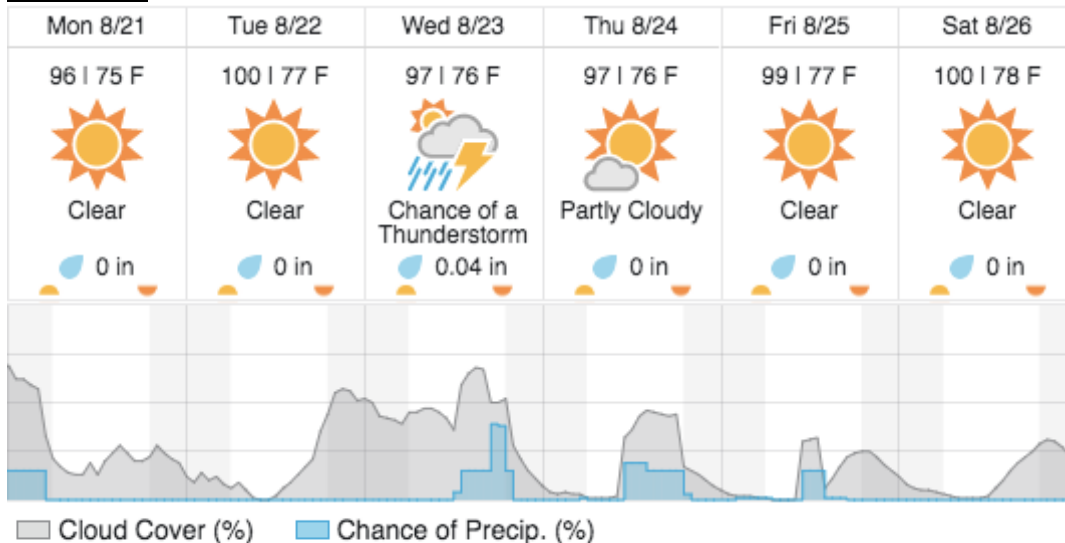 Mon 8/21 Tue 8/22 Wed 8/23 Thu 8/24 Fri 8/25 Sat 8/26
96 | 75 F 100 | 77 F 97 | 76 F 97 | 76 F 99 | 77 F 100 | 78 F
Clear Clear Chance of a Partly Cloudy Clear Clear
Thunderstorm
0 in 0 in 0.04 in 0 in 0 in 0 in
Cloud Cover (%) Chance of Precip. (%)